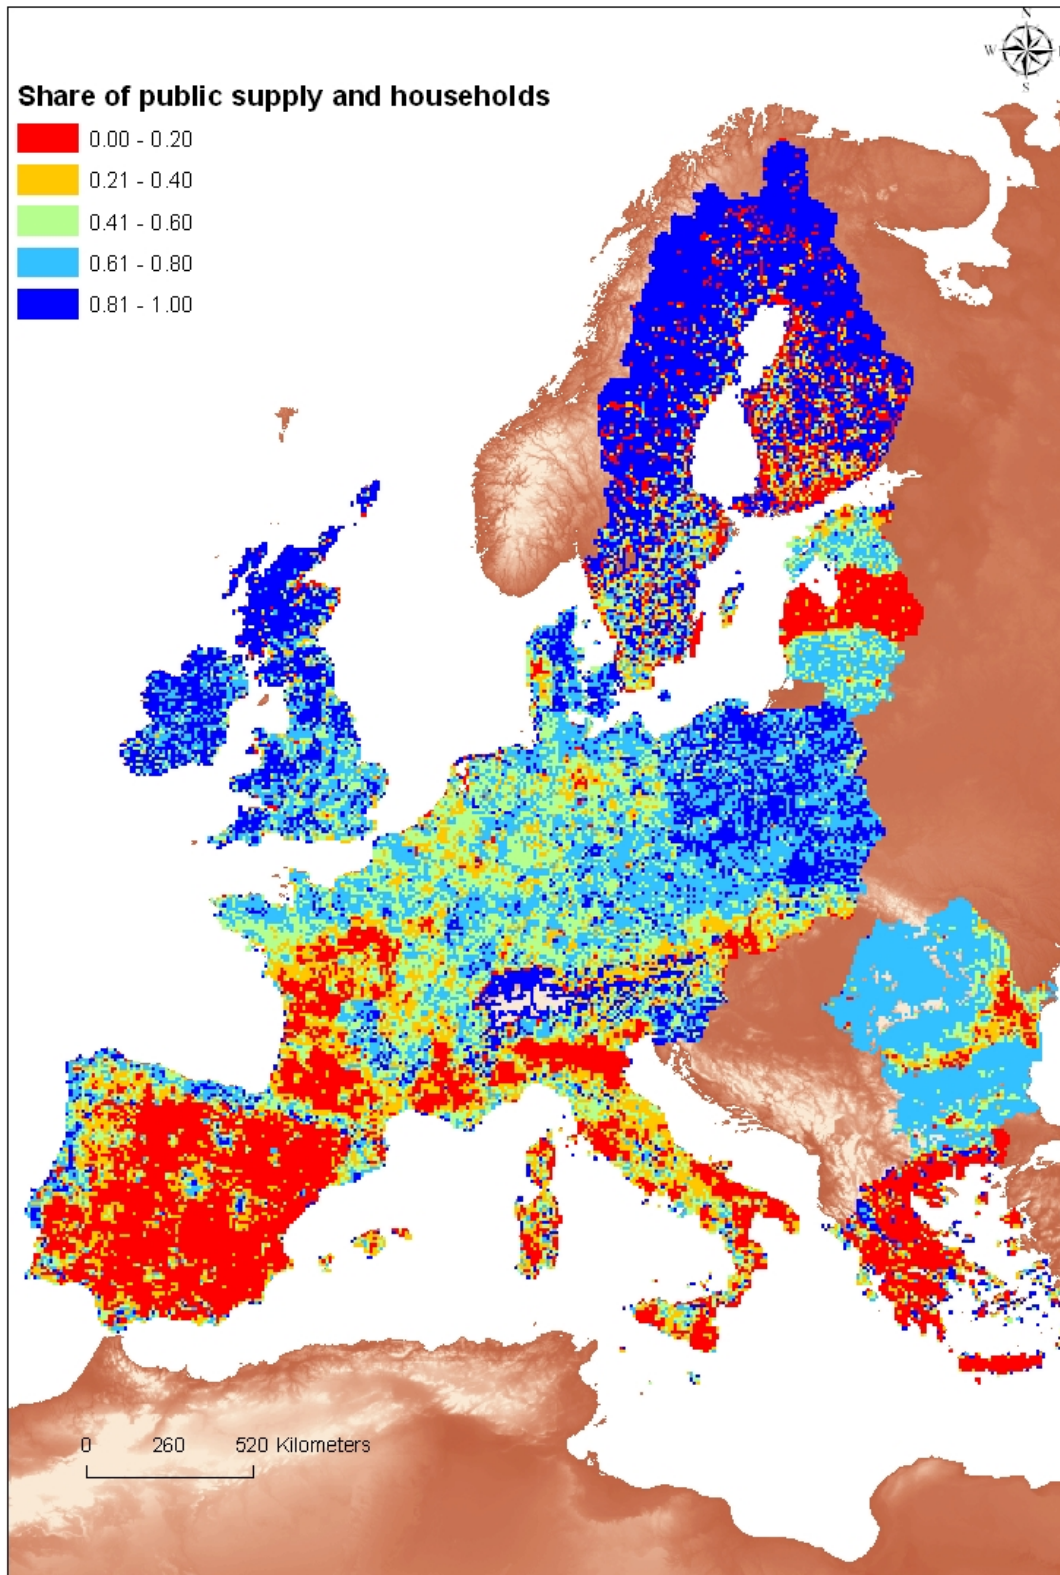 N
W
S
Share of public supply and households
0.00 - 0.20
0.21 - 0.40
0.41 - 0.60
0.61 - 0.80
0.81 - 1.00
0 260 520 Kilometers